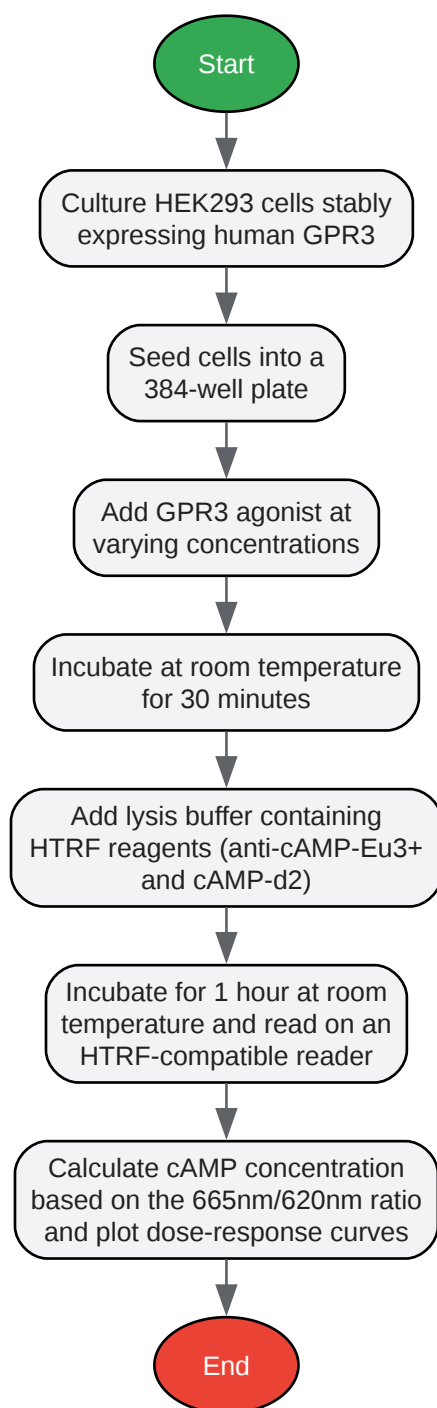 Start
Culture HEK293 cells stably
expressing human GPR3
Seed cells into a
384-well plate
Add GPR3 agonist at
varying concentrations
Incubate at room temperature
for 30 minutes
Add lysis buffer containing
HTRF reagents (anti-cAMP-Eu3+
and cAMP-d2)
Incubate for 1 hour at room
temperature and read on an
HTRF-compatible reader
Calculate cAMP concentration
based on the 665nm/620nm ratio
and plot dose-response curves
End